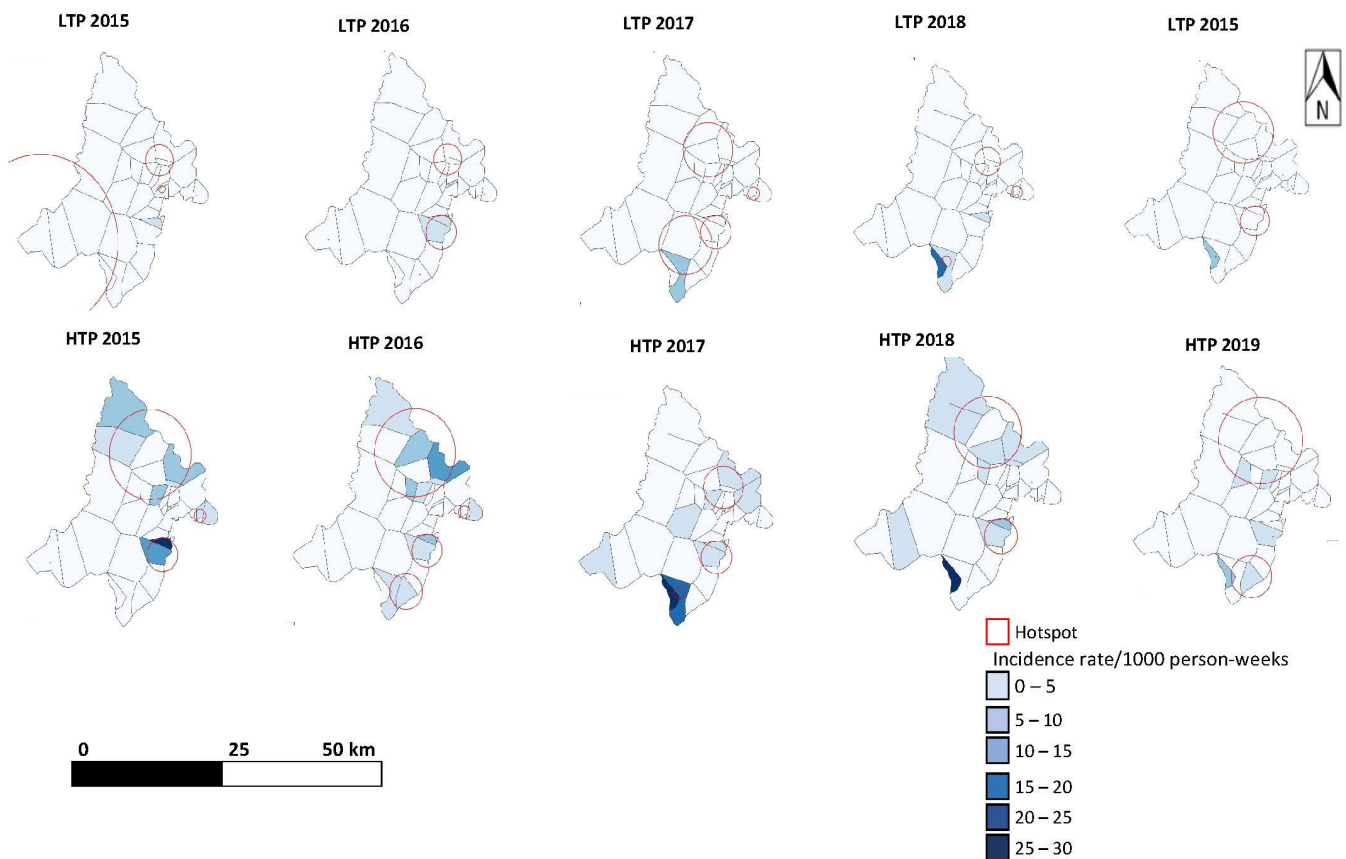 LTP 2015
LTP 2016
LTP 2017
LTP 2018
LTP 2015
N
HTP 2015
HTP 2016
HTP 2017
HTP 2018
HTP 2019
Hotspot
Incidence rate/1000 person-weeks
0 – 5
5 – 10
10 – 15
15 – 20
20 – 25
25 – 30
0 25 50 km